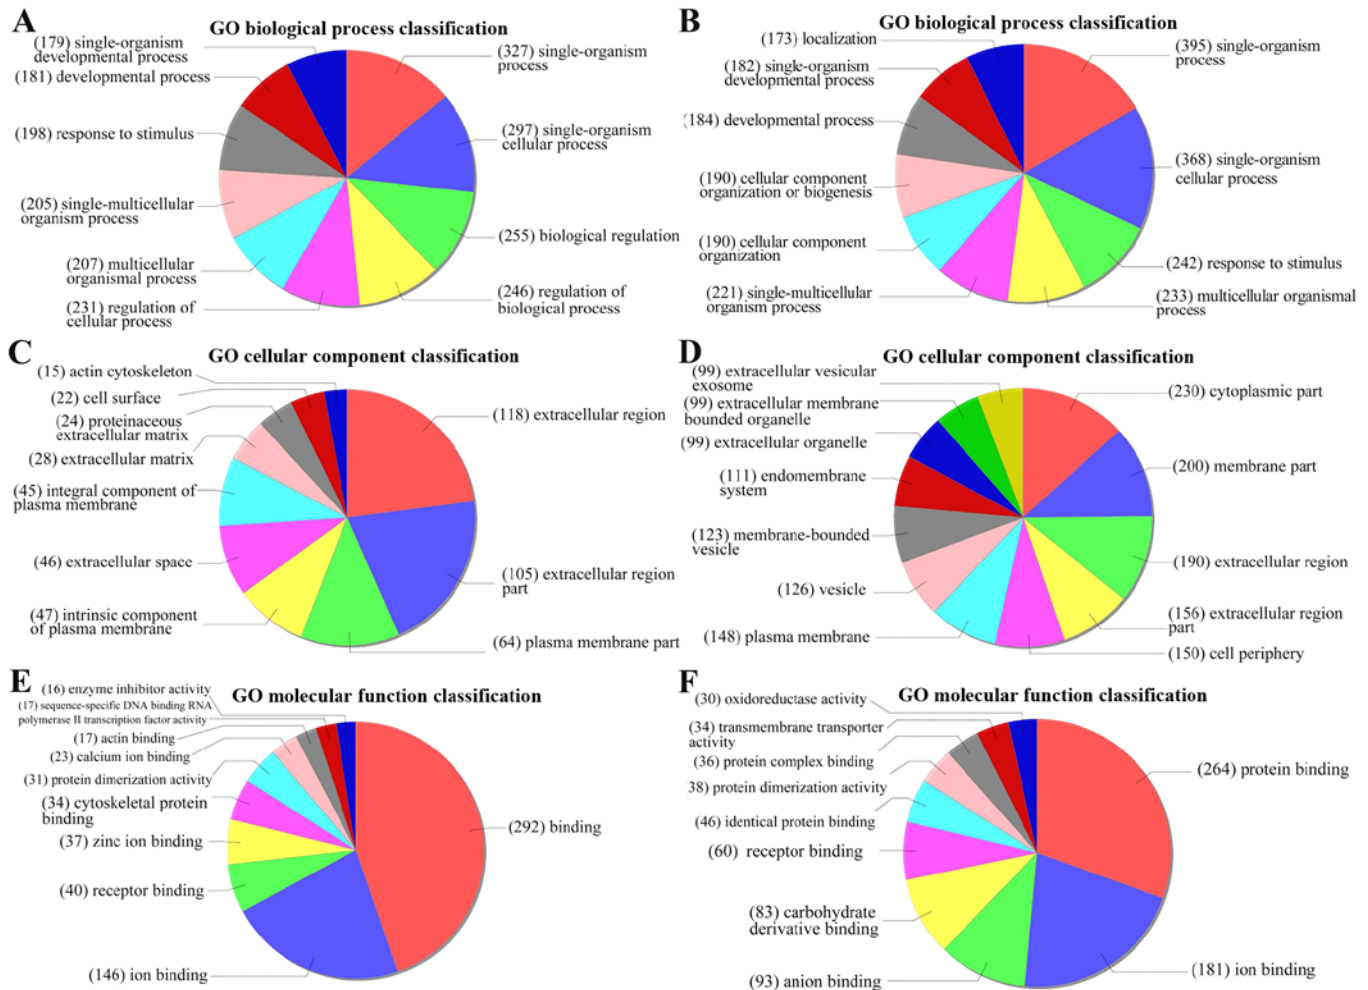 A
GO biological process classification
(179) single-organism
developmental process
(181) developmental process
(198) response to stimulus
(205) single-multicellular
organism process
(207) multicellular
organismal process
(231) regulation of
cellular process
(327) single-organism
process
(297) single-organism
cellular process
(255) biological regulation
(246) regulation of
biological process
B
GO biological process classification
(173) localization
(182) single-organism
developmental process
(184) developmental process
(190) cellular component
organization or biogenesis
(190) cellular component
organization
(221) single-multicellular
organism process
(395) single-organism
process
(368) single-organism
cellular process
(242) response to stimulus
(233) multicellular organismal
process
C
GO cellular component classification
(15) actin cytoskeleton
(22) cell surface
(24) proteinaceous
extracellular matrix
(28) extracellular matrix
(45) integral component of
plasma membrane
(46) extracellular space
(47) intrinsic component
of plasma membrane
(118) extracellular region
(105) extracellular region
part
(64) plasma membrane part
D
GO cellular component classification
(99) extracellular vesicular
exosome
(99) extracellular membrane
bounded organelle
(99) extracellular organelle
(111) endomembrane
system
(123) membrane-bounded
vesicle
(126) vesicle
(148) plasma membrane
(230) cytoplasmic part
(200) membrane part
(190) extracellular region
(156) extracellular region
part
(150) cell periphery
E
GO molecular function classification
(16) enzyme inhibitor activity
(17) sequence-specific DNA binding RNA
polymerase II transcription factor activity
(17) actin binding
(23) calcium ion binding
(31) protein dimerization activity
(34) cytoskeletal protein
binding
(37) zinc ion binding
(40) receptor binding
(146) ion binding
(292) binding
F
GO molecular function classification
(30) oxidoreductase activity
(34) transmembrane transporter
activity
(36) protein complex binding
38) protein dimerization activity
(46) identical protein binding
(60) receptor binding
(83) carbohydrate
derivative binding
(93) anion binding
(264) protein binding
(181) ion binding